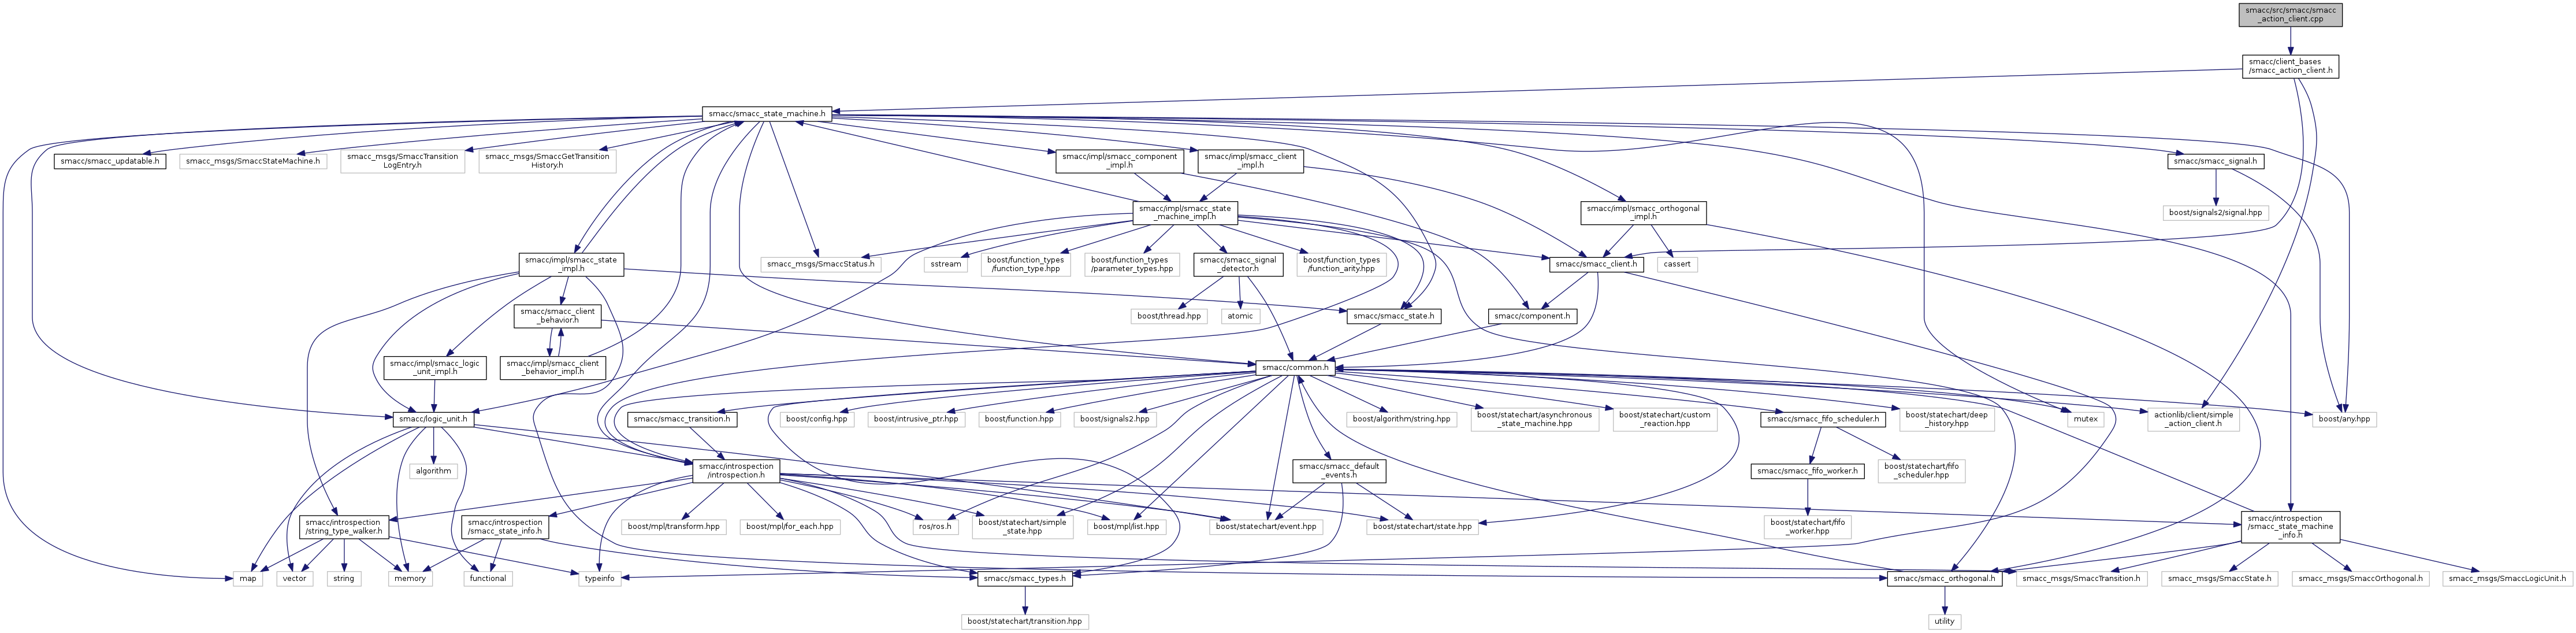 smacc/src/smacc/smacc
_action_client.cpp
smacc/client_bases
/smacc_action_client.h
smacc/smacc_state_machine.h
smacc/smacc_updatable.h
smacc_msgs/SmaccStateMachine.h
smacc_msgs/SmaccTransition
LogEntry.h
smacc_msgs/SmaccGetTransition
History.h
smacc/impl/smacc_component
_impl.h
smacc/impl/smacc_client
_impl.h
smacc/smacc_signal.h
smacc/impl/smacc_state
_machine_impl.h
smacc/impl/smacc_orthogonal
_impl.h
boost/signals2/signal.hpp
smacc/impl/smacc_state
_impl.h
smacc_msgs/SmaccStatus.h
sstream
boost/function_types
/function_type.hpp
boost/function_types
/parameter_types.hpp
smacc/smacc_signal
_detector.h
boost/function_types
/function_arity.hpp
smacc/smacc_client.h
cassert
smacc/smacc_client
_behavior.h
boost/thread.hpp
atomic
smacc/smacc_state.h
smacc/component.h
smacc/impl/smacc_logic
_unit_impl.h
smacc/impl/smacc_client
_behavior_impl.h
smacc/common.h
smacc/logic_unit.h
smacc/smacc_transition.h
boost/config.hpp
boost/intrusive_ptr.hpp
boost/function.hpp
boost/signals2.hpp
boost/algorithm/string.hpp
boost/statechart/asynchronous
_state_machine.hpp
boost/statechart/custom
_reaction.hpp
smacc/smacc_fifo_scheduler.h
boost/statechart/deep
_history.hpp
mutex
actionlib/client/simple
_action_client.h
boost/any.hpp
algorithm
smacc/introspection
/introspection.h
smacc/smacc_default
_events.h
smacc/smacc_fifo_worker.h
boost/statechart/fifo
_scheduler.hpp
smacc/introspection
/string_type_walker.h
smacc/introspection
/smacc_state_info.h
boost/mpl/transform.hpp
boost/mpl/for_each.hpp
ros/ros.h
boost/statechart/simple
_state.hpp
boost/mpl/list.hpp
boost/statechart/event.hpp
boost/statechart/state.hpp
boost/statechart/fifo
_worker.hpp
smacc/introspection
/smacc_state_machine
_info.h
map
vector
string
memory
functional
typeinfo
smacc/smacc_types.h
smacc/smacc_orthogonal.h
smacc_msgs/SmaccTransition.h
smacc_msgs/SmaccState.h
smacc_msgs/SmaccOrthogonal.h
smacc_msgs/SmaccLogicUnit.h
boost/statechart/transition.hpp
utility